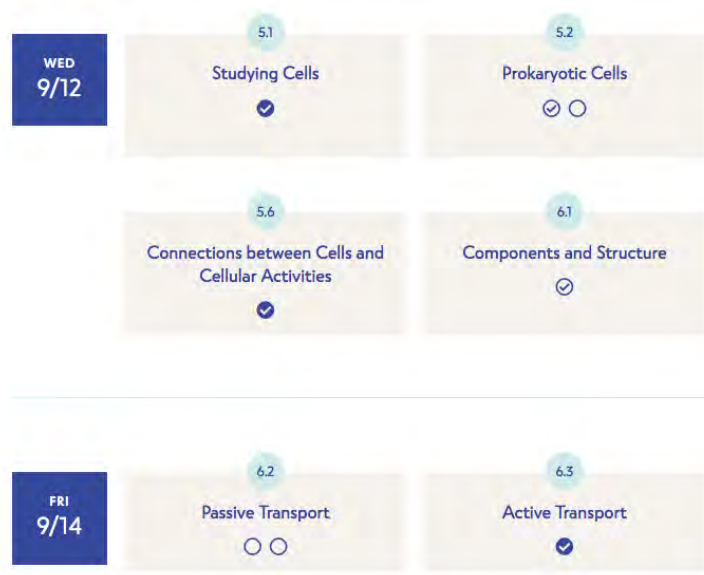 WED
9/12
5.1
Studying Cells
5.2
Prokaryotic Cells
5.6
Connections between Cells and
Cellular Activities
6.1
Components and Structure
FRI
9/14
6.2
Passive Transport
6.3
Active Transport